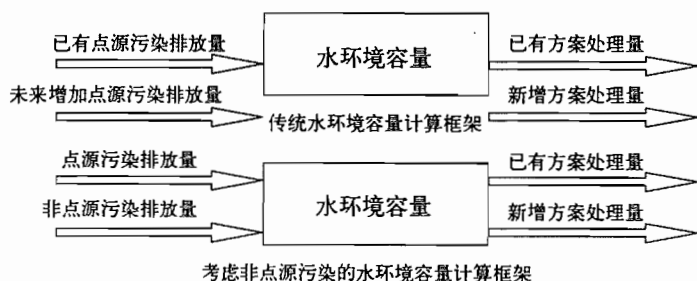 已有点源污染排放量
水环境容量
已有方案处理量
未来增加点源污染排放量
新增方案处理量
传统水环境容量计算框架
点源污染排放量
已有方案处理量
水环境容量
非点源污染排放量
新增方案处理量
考虑非点源污染的水环境容量计算框架